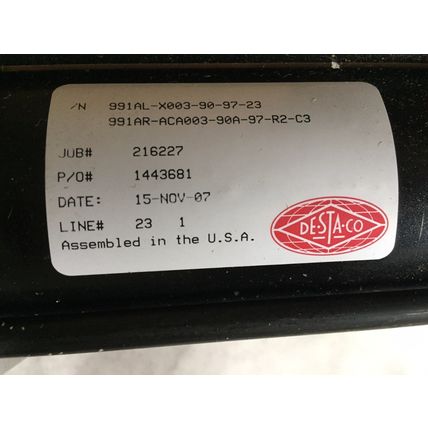 /N 991AL-X003-90-97-23
991AR-ACA003-90A-97-R2-C3
JOB# 216227
P/O# 1443681
DATE: 15-NOV-07
LINE# 23 1
Assembled in the U.S.A.
DE-STA-CO